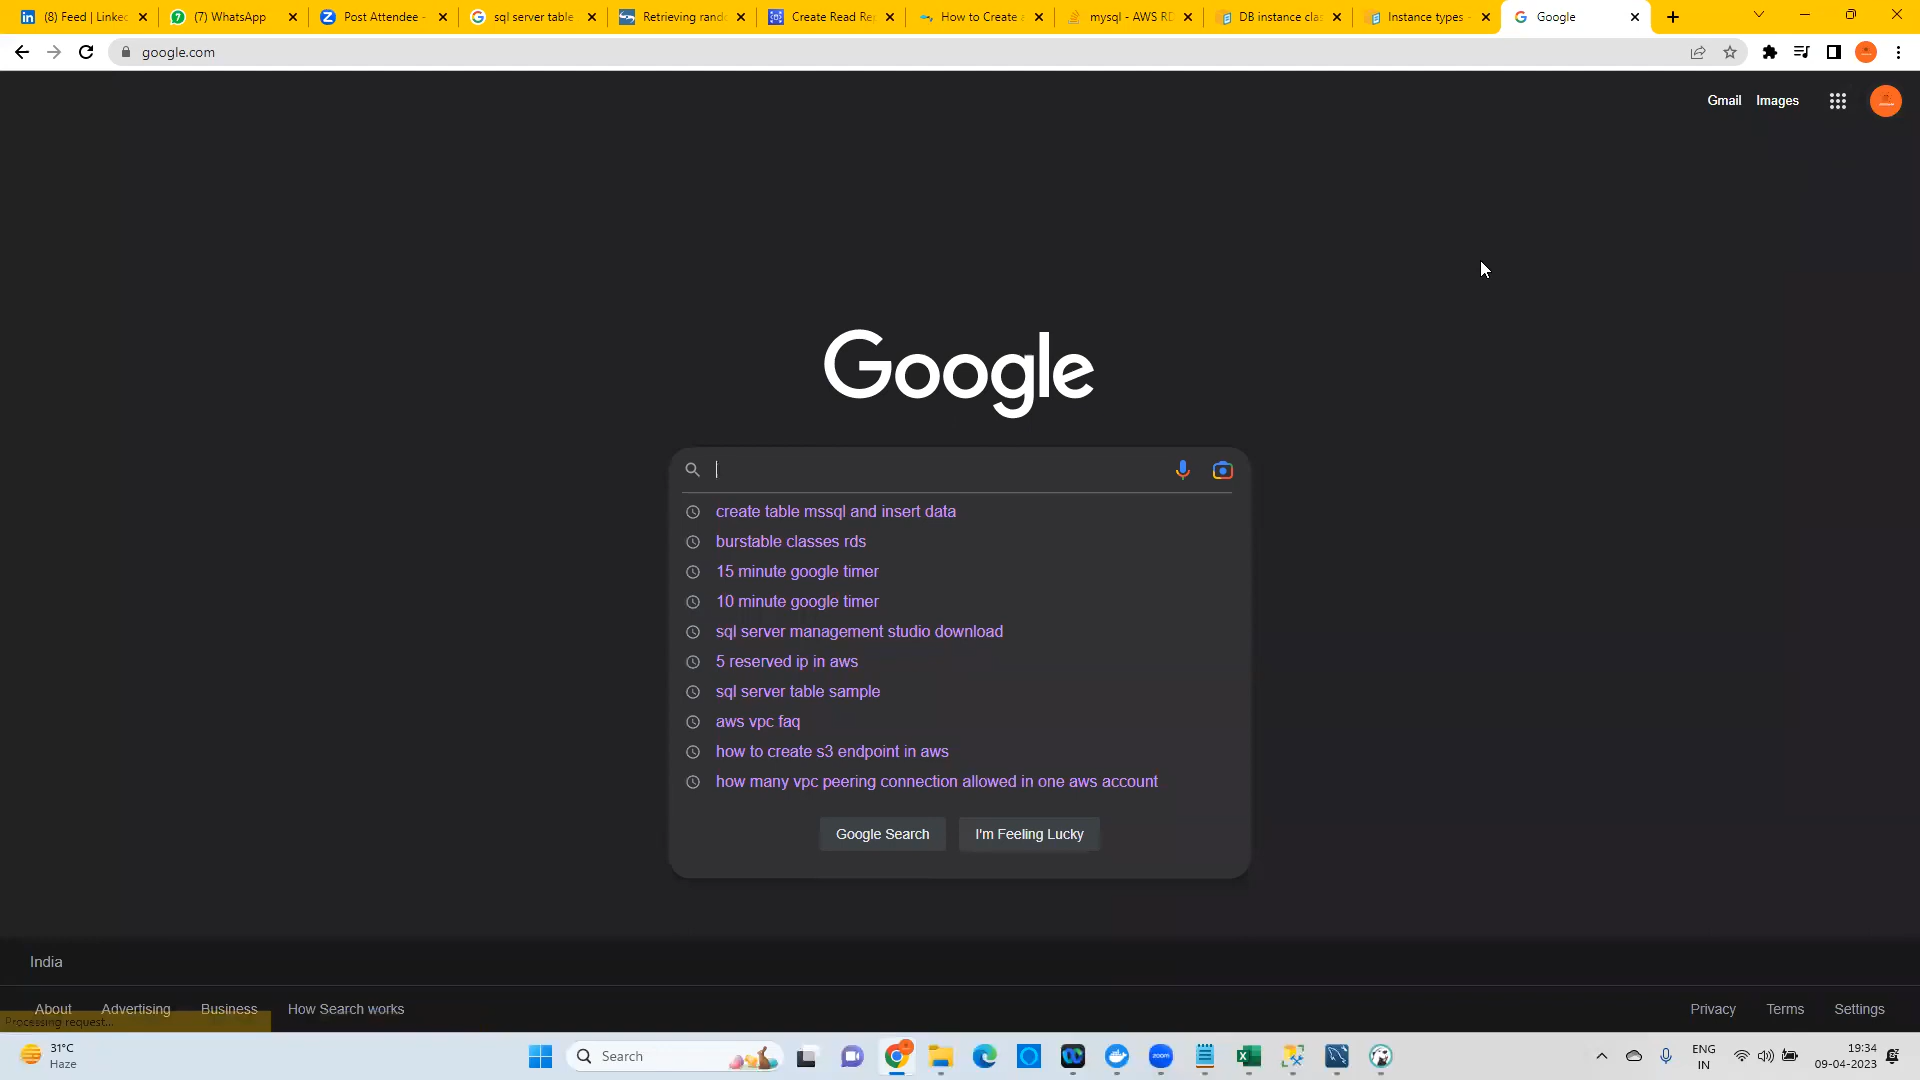 (8) Feed | Linke
(7) WhatsApp
Post Attendee -
sql server table
Retrieving rand
Create Read Rep
How to Create a
mysql - AWS RD
DB instance clas
Instance types -
Google
google.com
Gmail Images
Google
create table mssql and insert data
burstable classes rds
15 minute google timer
10 minute google timer
sql server management studio download
5 reserved ip in aws
sql server table sample
aws vpc faq
how to create s3 endpoint in aws
how many vpc peering connection allowed in one aws account
Google Search I'm Feeling Lucky
India
About Advertising Business How Search works Privacy Terms Settings
Processing request...
31°C
Haze
Search
zoom
ENG
IN
19:34
09-04-2023